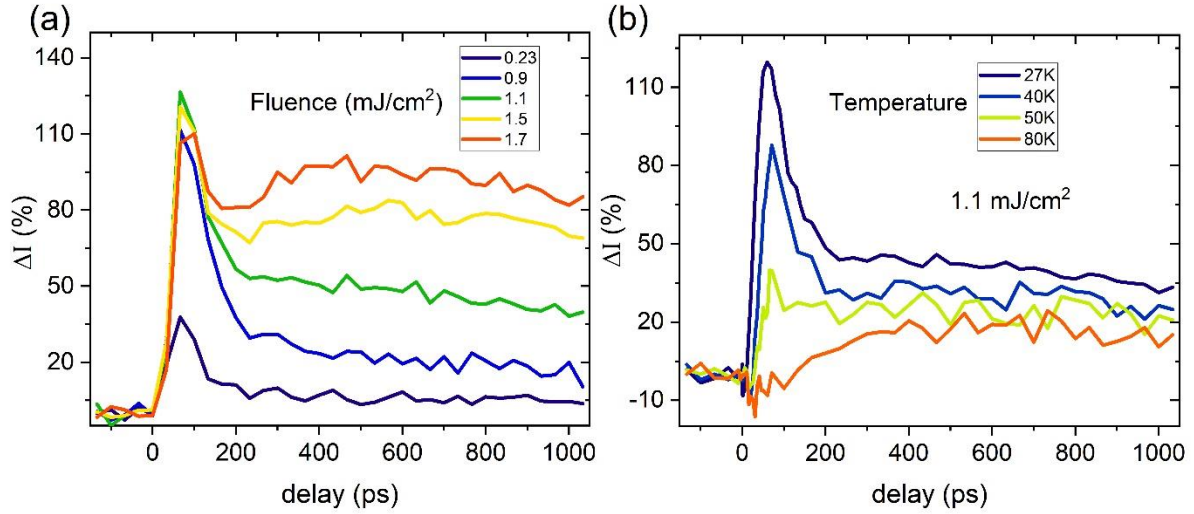 (a)
140
110
80
50
20
ΔI (%)
Fluence (mJ/cm²)
0.23
0.9
1.1
1.5
1.7
0 200 400 600 800 1000
delay (ps)
(b)
110
80
50
20
-10
ΔI (%)
Temperature
27K
40K
50K
80K
1.1 mJ/cm²
0 200 400 600 800 1000
delay (ps)